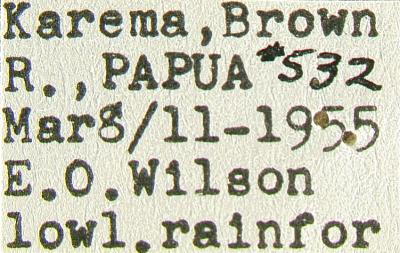 Karema,Brown
R.,PAPUA #532
Mar8/11-1955
E.O.Wilson
lowl.rainfor